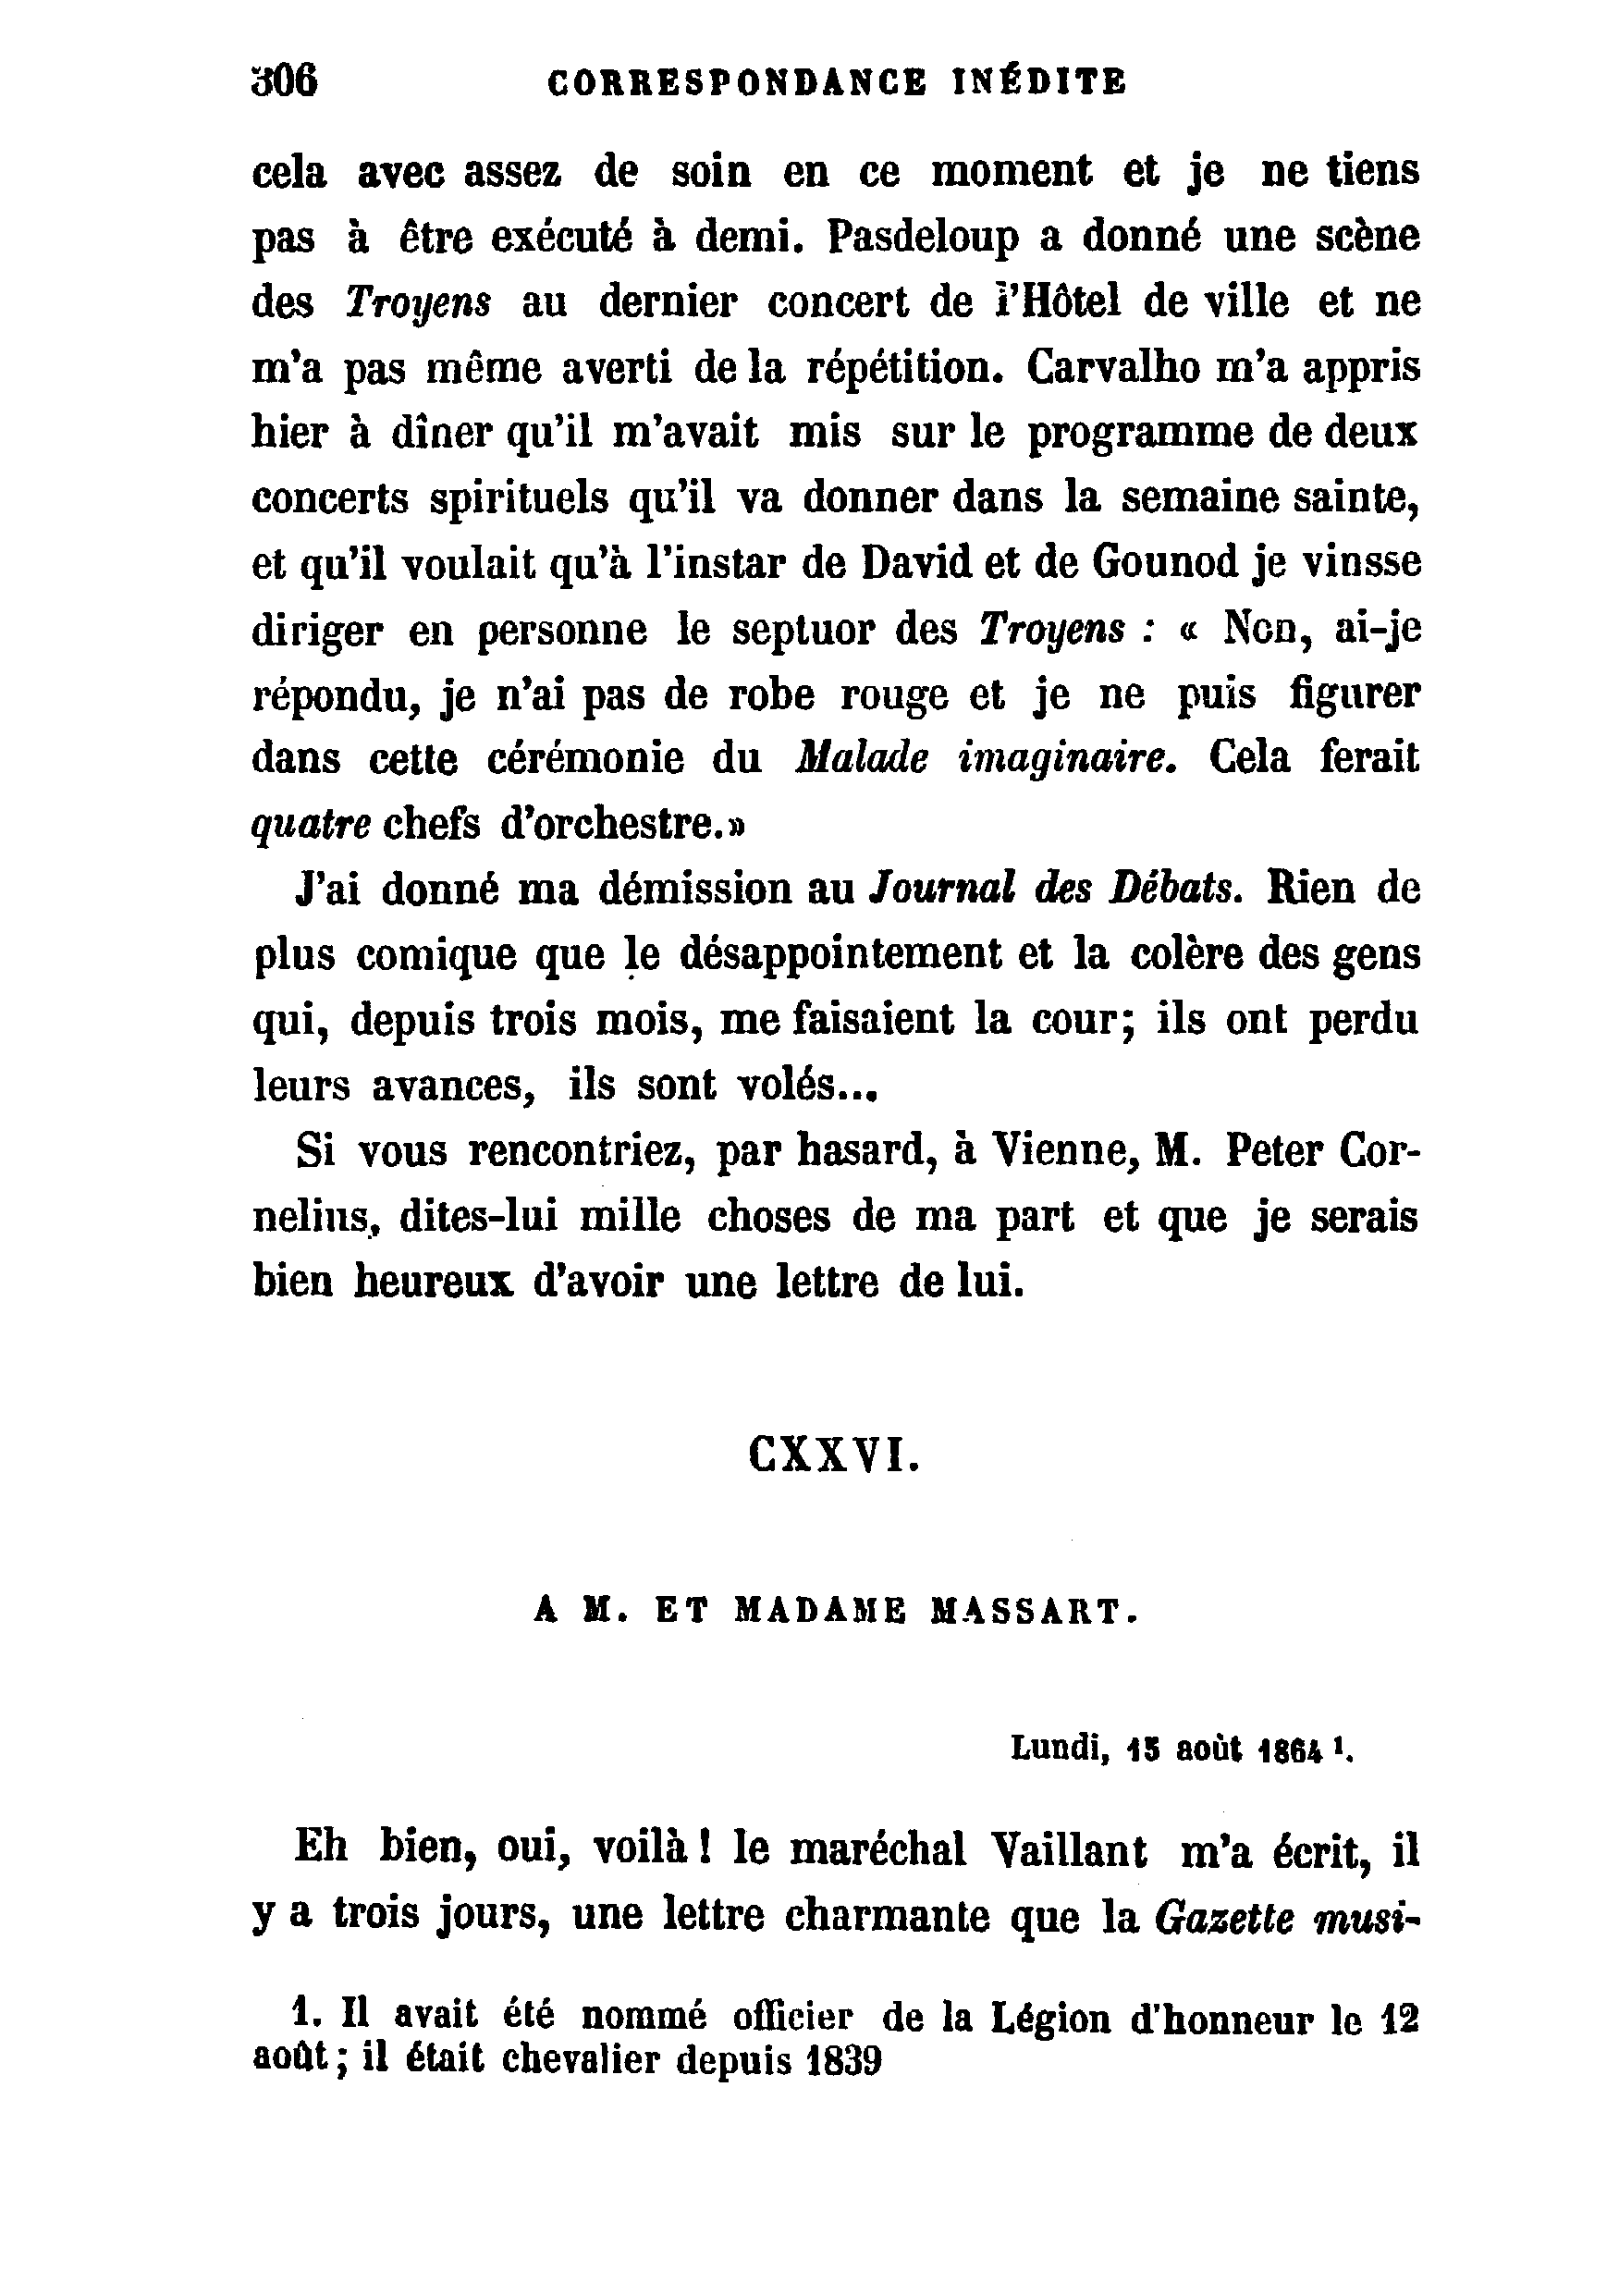 306 CORRESPONDANCE INÉDITE
cela avec assez de soin en ce moment et je ne tiens
pas à être exécuté à demi. Pasdeloup a donné une scène
des Troyens au dernier concert de l'Hôtel de ville et ne
m'a pas même averti de la répétition. Carvalho m'a appris
hier à dîner qu'il m'avait mis sur le programme de deux
concerts spirituels qu'il va donner dans la semaine sainte,
et qu'il voulait qu'à l'instar de David et de Gounod je vinsse
diriger en personne le septuor des Troyens : « Non, ai-je
répondu, je n'ai pas de robe rouge et je ne puis figurer
dans cette cérémonie du Malade imaginaire. Cela ferait
quatre chefs d'orchestre.»
J'ai donné ma démission au Journal des Débats. Rien de
plus comique que le désappointement et la colère des gens
qui, depuis trois mois, me faisaient la cour; ils ont perdu
leurs avances, ils sont volés...
Si vous rencontriez, par hasard, à Vienne, M. Peter Cor-
nelius, dites-lui mille choses de ma part et que je serais
bien heureux d'avoir une lettre de lui.
CXXVI.
A M. ET MADAME MASSART.
Lundi, 15 août 1864 ¹.
Eh bien, oui, voilà ! le maréchal Vaillant m'a écrit, il
y a trois jours, une lettre charmante que la Gazette musi-
1. Il avait été nommé officier de la Légion d'honneur le 12
août ; il était chevalier depuis 1839